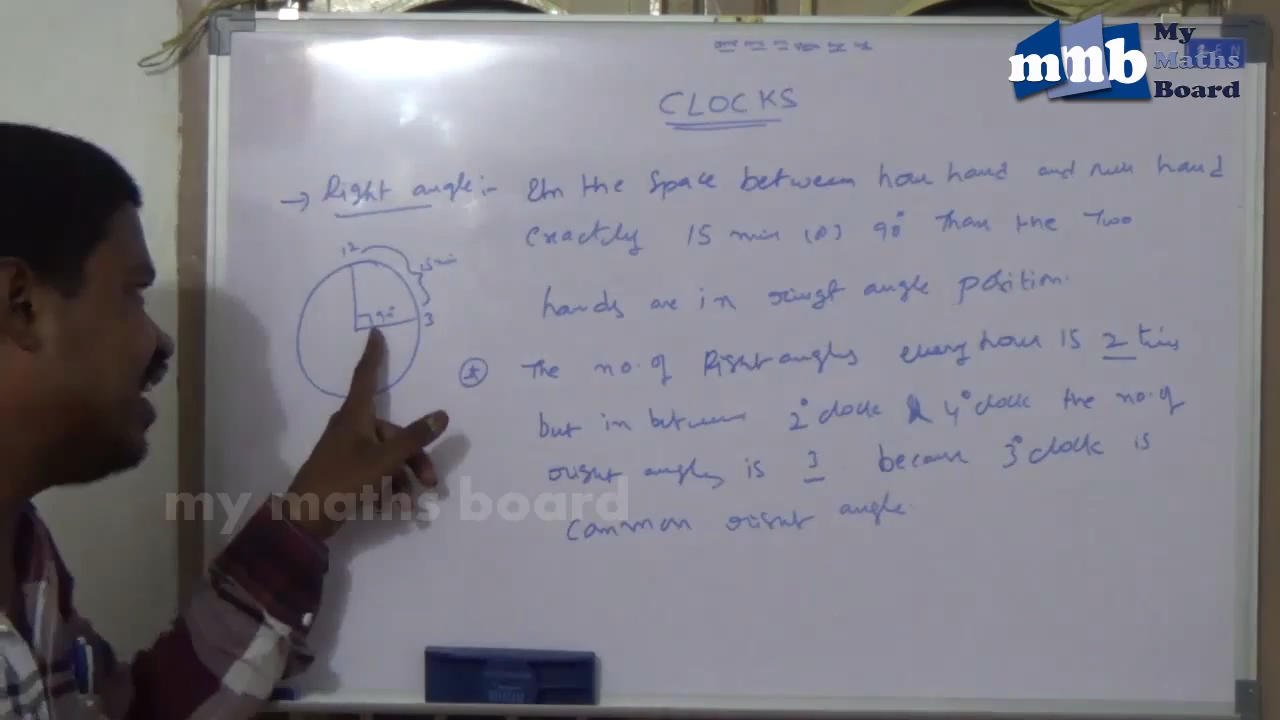 mmb My Maths Board
CLOCKS
→ Right angle:- In the space between hour hand and min hand
exactly 15 min (or) 90° Than the Two
hands are in right angle position.
12
15 min
90°
3
The no.of Right angles every hour is 2 times
but in between 2° clock & 4° clock the no.of
right angles is 3 because 3° clock is
common right angle.
my maths board